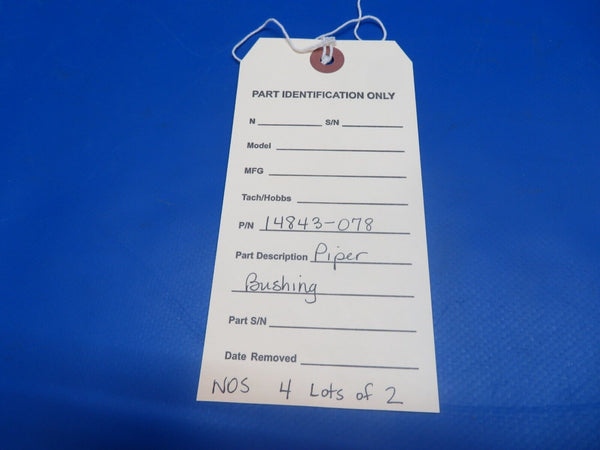 PART IDENTIFICATION ONLY
N S/N
Model
MFG
Tach/Hobbs
P/N 14843-078
Part Description Piper
Bushing
Part S/N
Date Removed
NOS 4 Lots of 2